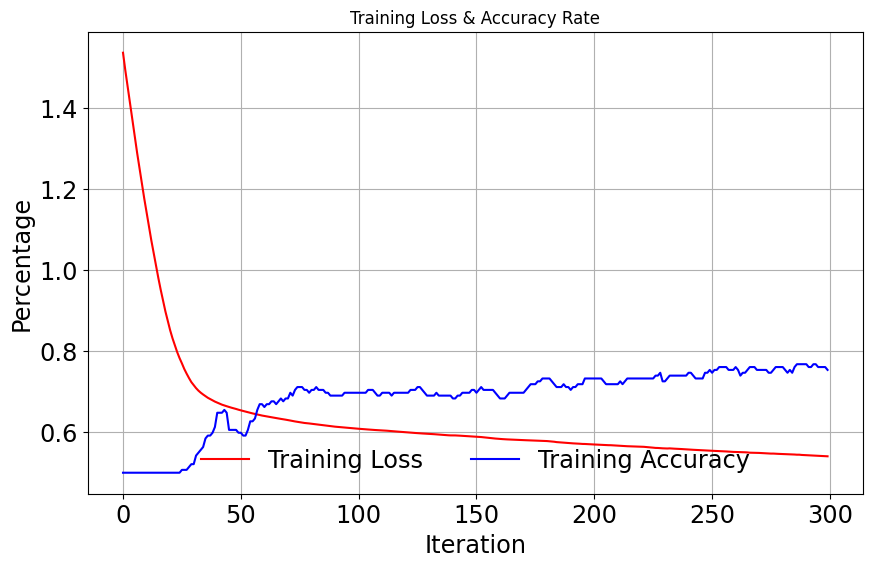 Training Loss & Accuracy Rate
Percentage
1.4
1.2
1.0
0.8
0.6
Training Loss
Training Accuracy
0 50 100 150 200 250 300
Iteration